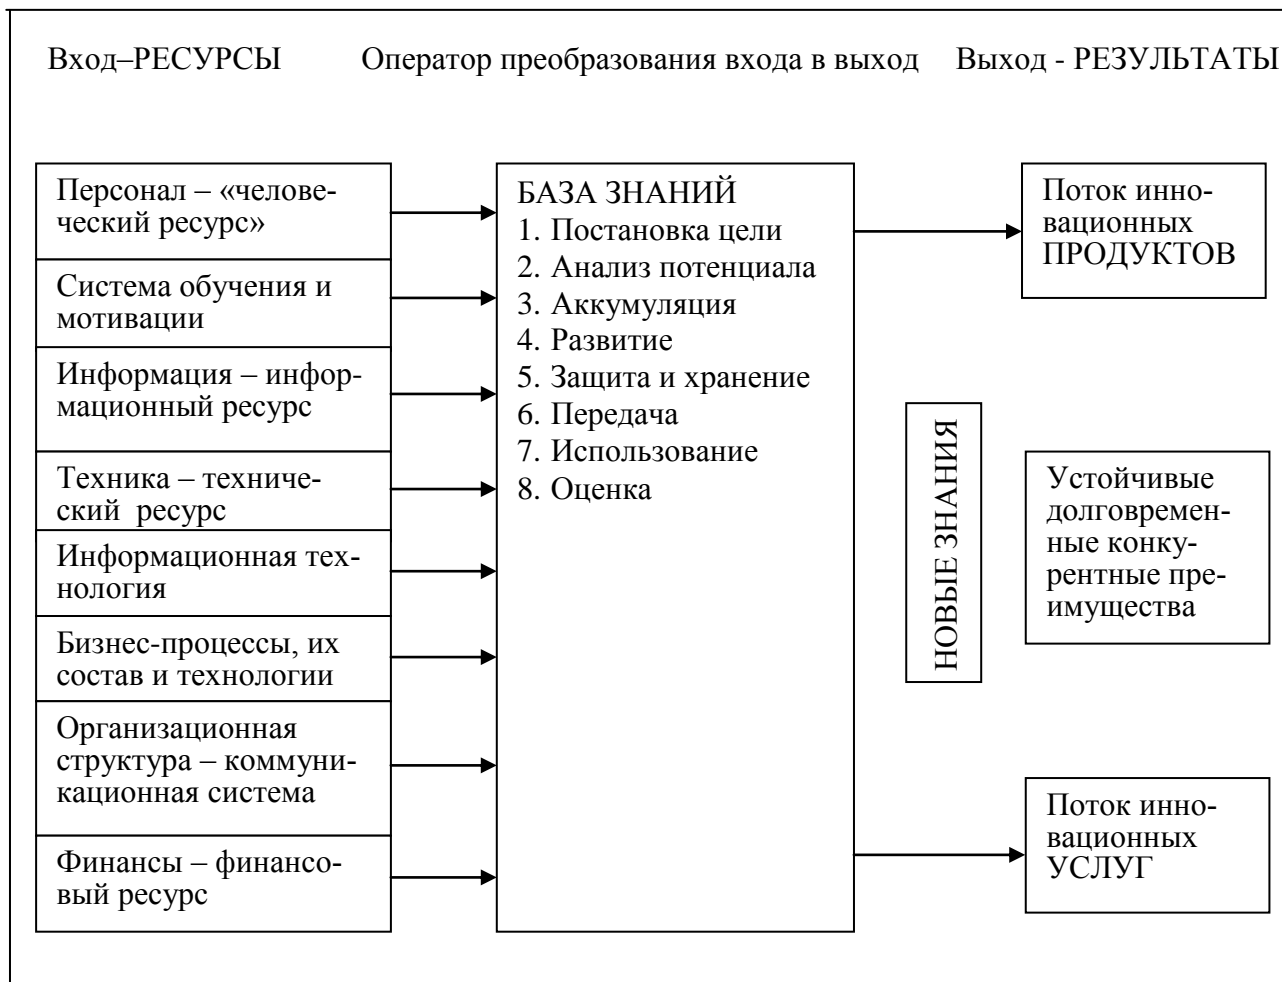 Вход–РЕСУРСЫ
Оператор преобразования входа в выход
Выход - РЕЗУЛЬТАТЫ
Персонал – «челове-
ческий ресурс»
Система обучения и
мотивации
Информация – инфор-
мационный ресурс
Техника – техниче-
ский ресурс
Информационная тех-
нология
Бизнес-процессы, их
состав и технологии
Организационная
структура – коммуни-
кационная система
Финансы – финансо-
вый ресурс
БАЗА ЗНАНИЙ
1. Постановка цели
2. Анализ потенциала
3. Аккумуляция
4. Развитие
5. Защита и хранение
6. Передача
7. Использование
8. Оценка
НОВЫЕ ЗНАНИЯ
Поток инно-
вационных
ПРОДУКТОВ
Устойчивые
долговремен-
ные конку-
рентные пре-
имущества
Поток инно-
вационных
УСЛУГ